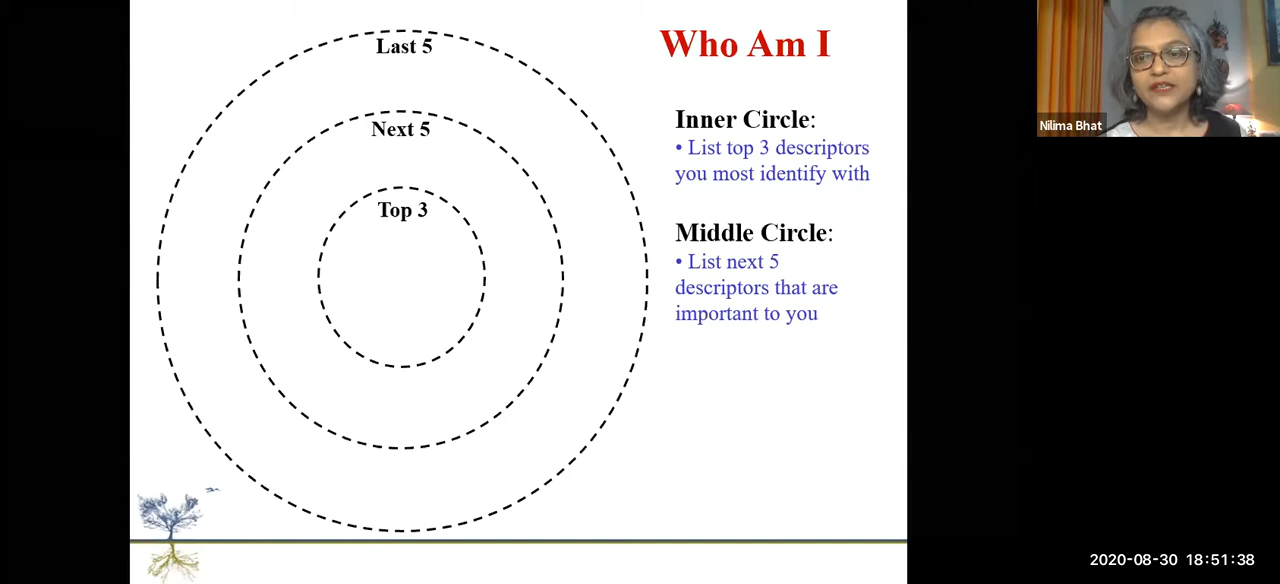 Last 5
Next 5
Top 3
Who Am I
Inner Circle:
• List top 3 descriptors
you most identify with
Middle Circle:
• List next 5
descriptors that are
important to you
Nilima Bhat
2020-08-30 18:51:38